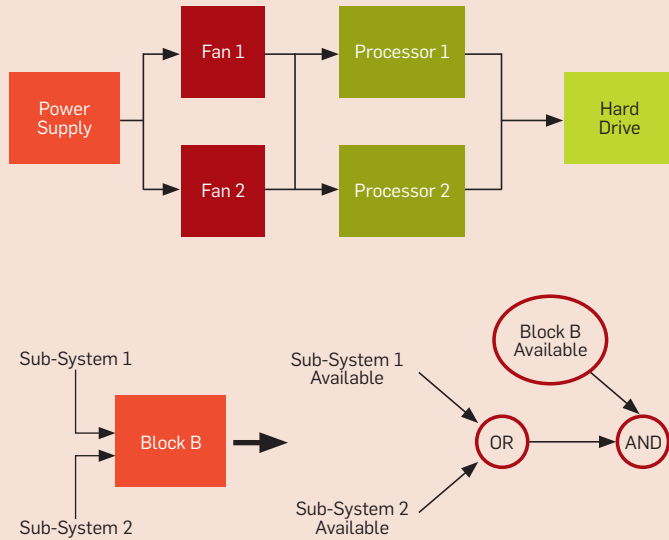 Fan 1
Processor 1
Power
Supply
Hard
Drive
Fan 2
Processor 2
Sub-System 1
Block B
Sub-System 2
Sub-System 1
Available
Block B
Available
OR
AND
Sub-System 2
Available